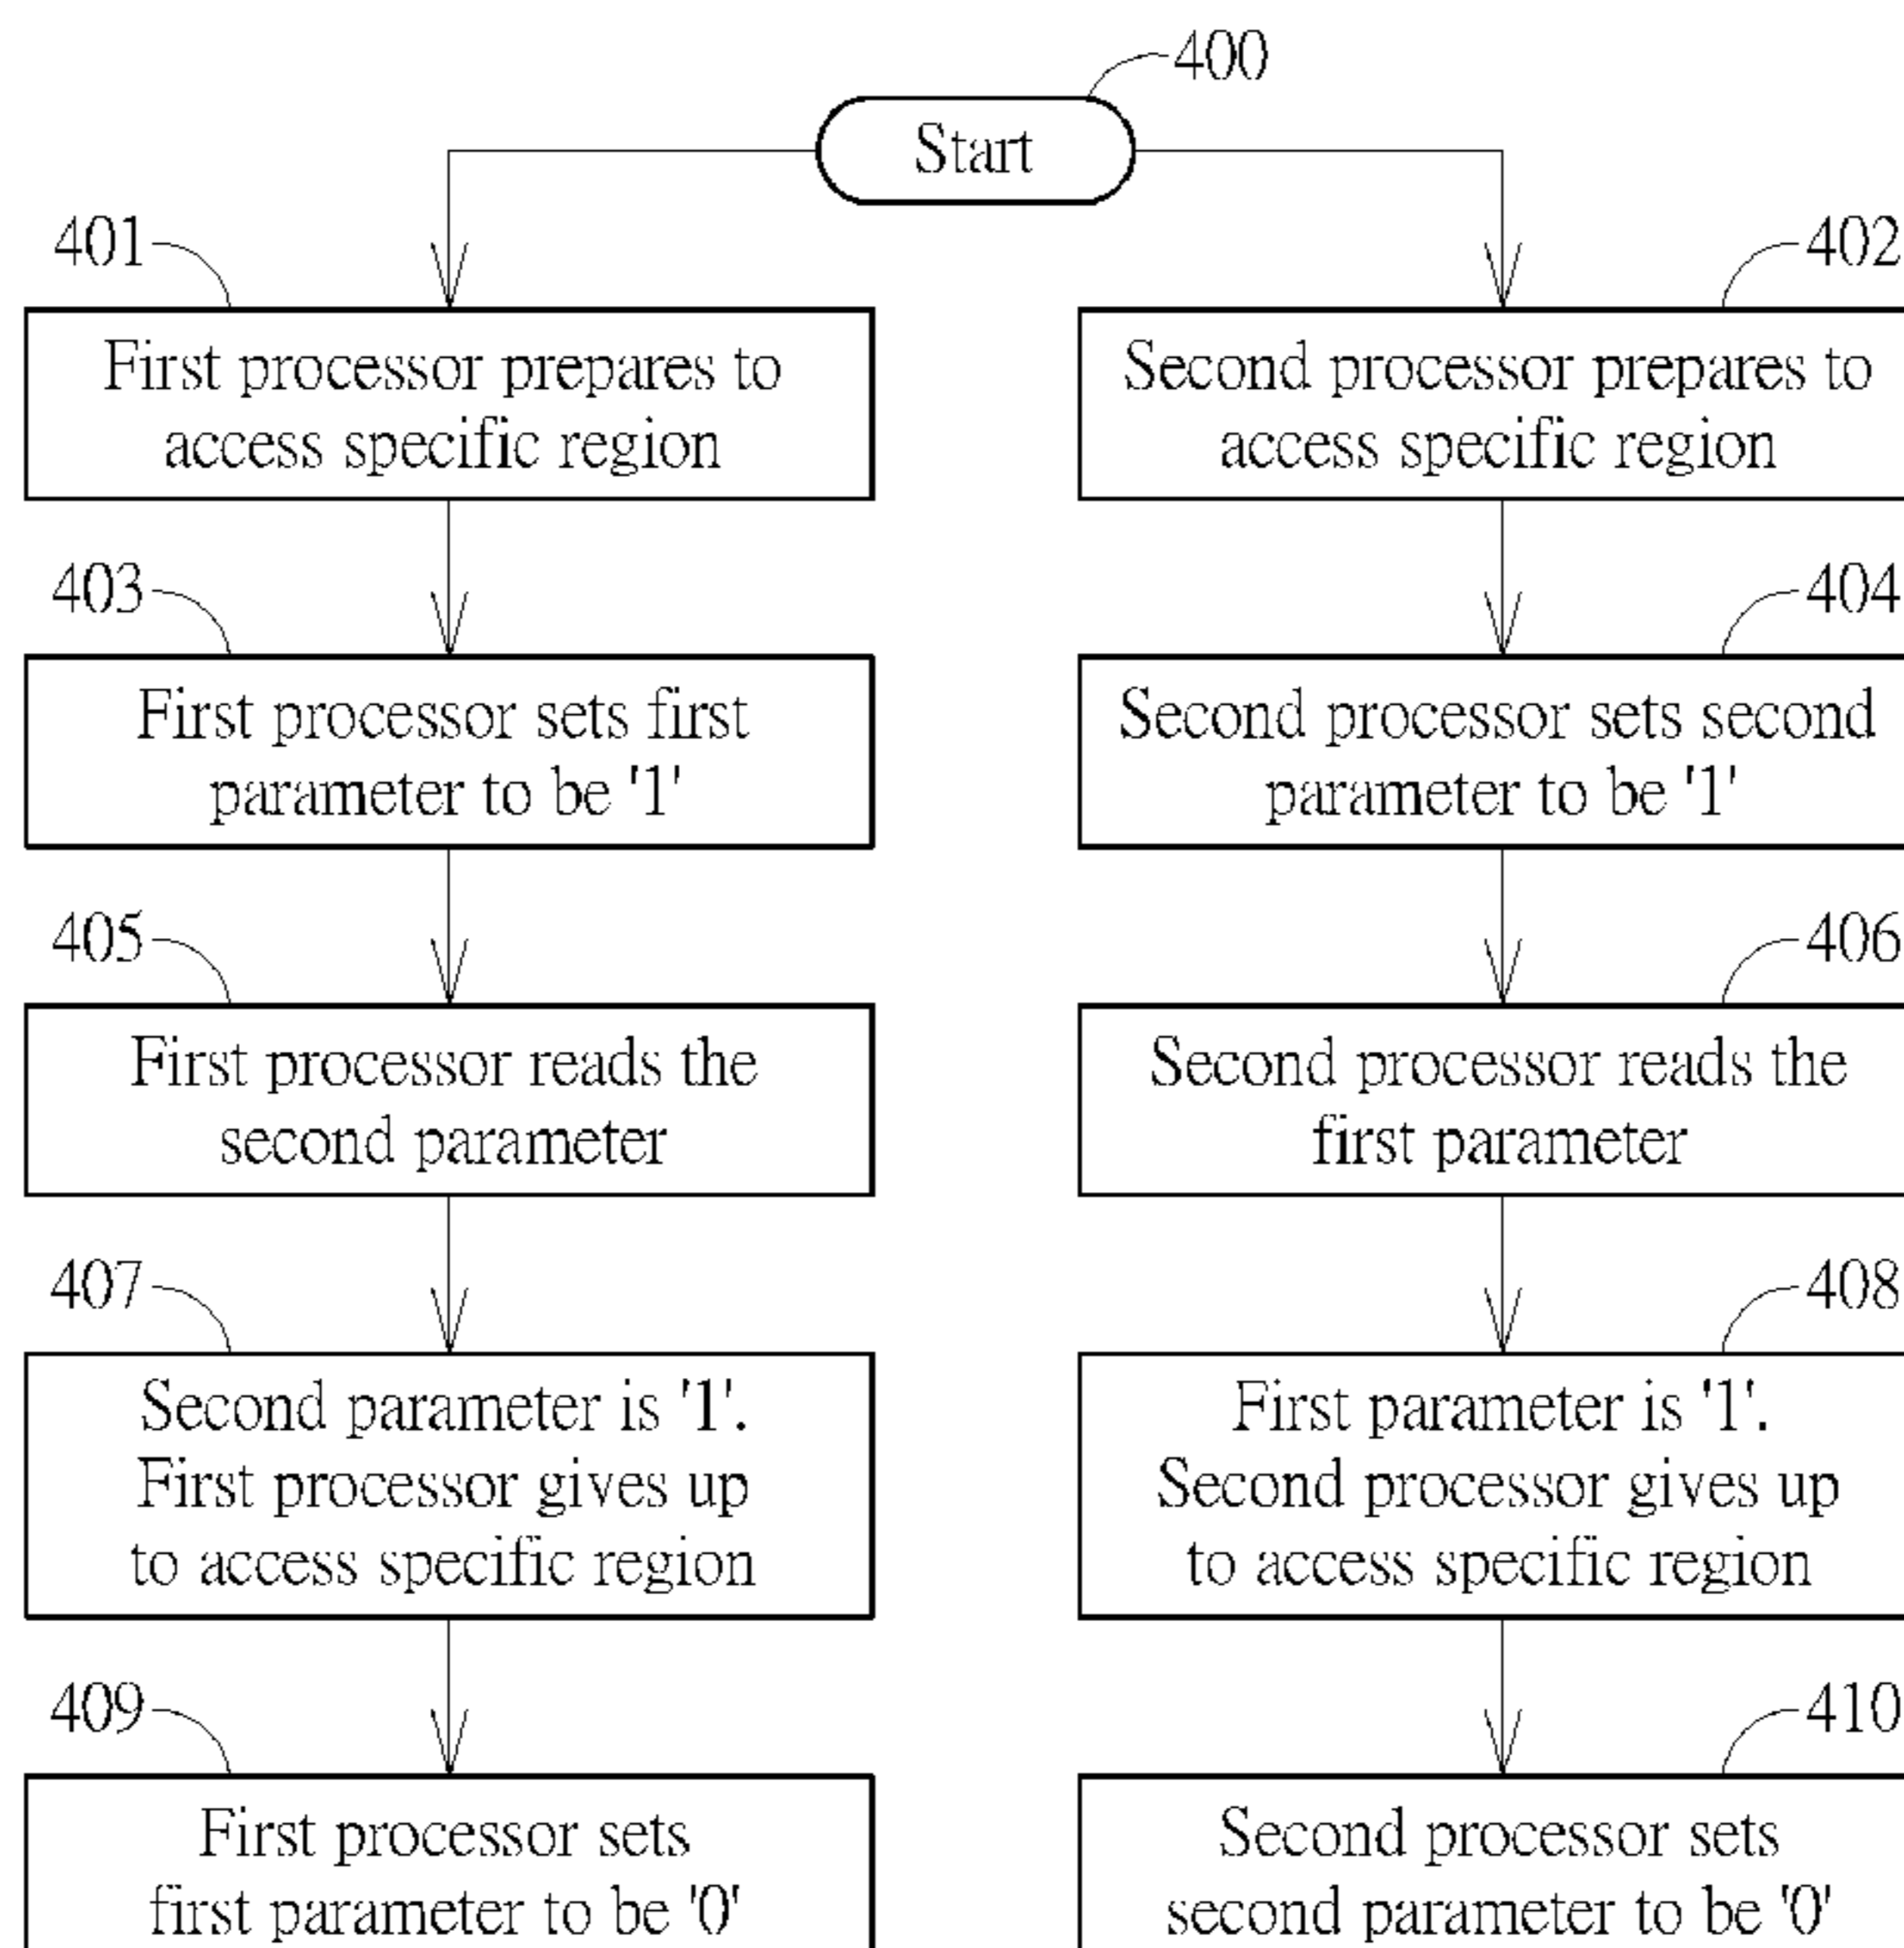 400
Start
401
First processor prepares to
access specific region
402
Second processor prepares to
access specific region
403
First processor sets first
parameter to be '1'
404
Second processor sets second
parameter to be '1'
405
First processor reads the
second parameter
406
Second processor reads the
first parameter
407
Second parameter is '1'.
First processor gives up
to access specific region
408
First parameter is '1'.
Second processor gives up
to access specific region
409
First processor sets
first parameter to be '0'
410
Second processor sets
second parameter to be '0'